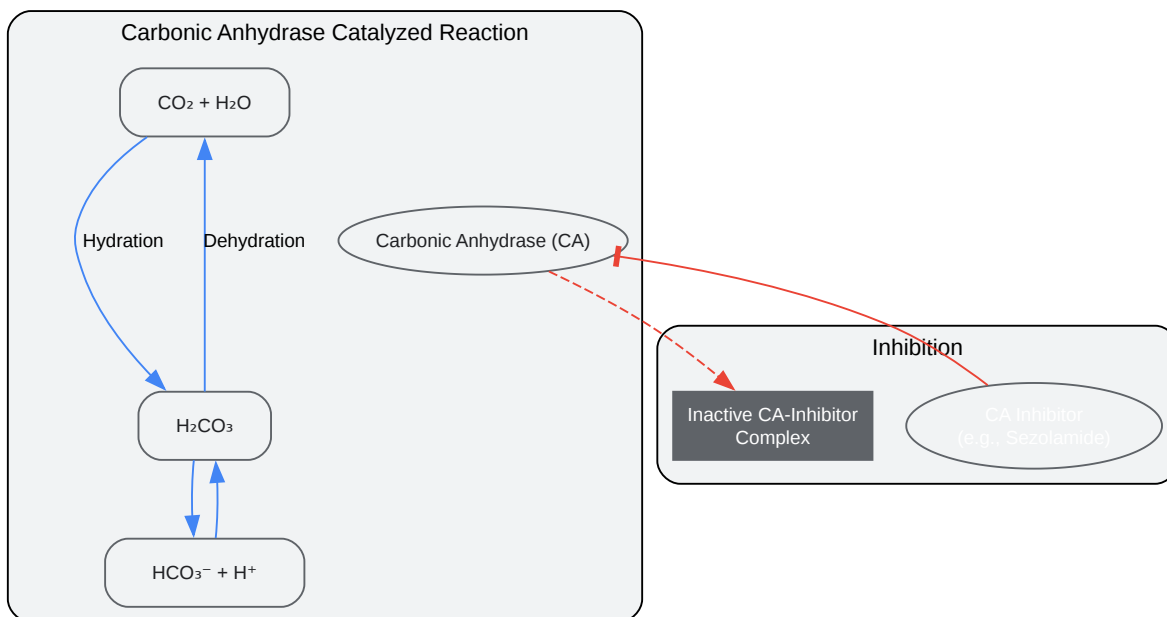 Carbonic Anhydrase Catalyzed Reaction
CO₂ + H₂O
Hydration
Dehydration
Carbonic Anhydrase (CA)
H₂CO₃
HCO₃⁻ + H⁺
Inhibition
Inactive CA-Inhibitor
Complex
CA Inhibitor
(e.g., Sezolamide)